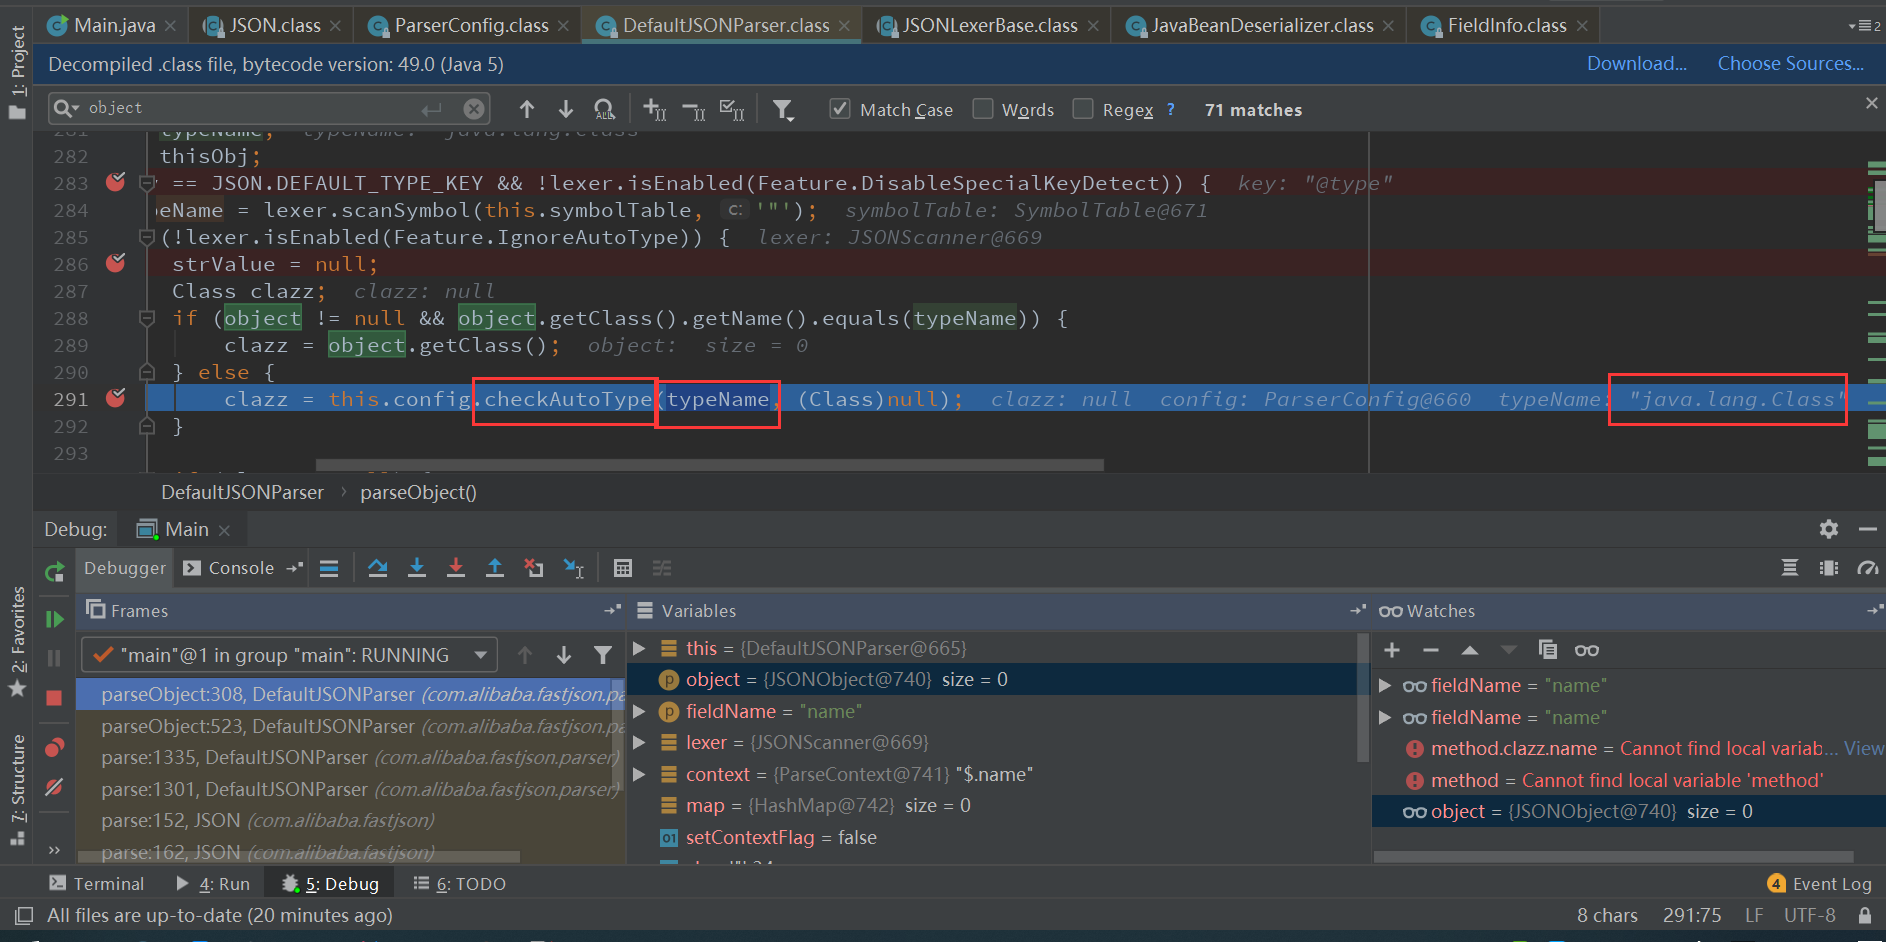 Main.java
JSON.class
ParserConfig.class
DefaultJSONParser.class
JSONLexerBase.class
JavaBeanDeserializer.class
FieldInfo.class
2
1: Project
Decompiled .class file, bytecode version: 49.0 (Java 5)
Download...
Choose Sources...
object
Match Case
Words
Regex
?
71 matches
281 typeName; typeName: "java.lang.Class"
282 thisObj;
283 == JSON.DEFAULT_TYPE_KEY && !lexer.isEnabled(Feature.DisableSpecialKeyDetect)) { key: "@type"
284 peName = lexer.scanSymbol(this.symbolTable, c: '"'); symbolTable: SymbolTable@671
285 (!lexer.isEnabled(Feature.IgnoreAutoType)) { lexer: JSONScanner@669
286 strValue = null;
287 Class clazz; clazz: null
288 if (object != null && object.getClass().getName().equals(typeName)) {
289 clazz = object.getClass(); object: size = 0
290 } else {
291 clazz = this.config.checkAutoType(typeName, (Class)null); clazz: null config: ParserConfig@660 typeName: "java.lang.Class"
292 }
293
DefaultJSONParser
parseObject()
Debug:
Main
Debugger
Console
Frames
Variables
Watches
"main"@1 in group "main": RUNNING
parseObject:308, DefaultJSONParser (com.alibaba.fastjson.pa
parseObject:523, DefaultJSONParser (com.alibaba.fastjson.pa
parse:1335, DefaultJSONParser (com.alibaba.fastjson.parser)
parse:1301, DefaultJSONParser (com.alibaba.fastjson.parser)
parse:152, JSON (com.alibaba.fastjson)
parse:162, JSON (com.alibaba.fastjson)
this = {DefaultJSONParser@665}
object = {JSONObject@740} size = 0
fieldName = "name"
lexer = {JSONScanner@669}
context = {ParseContext@741} "$.name"
map = {HashMap@742} size = 0
setContextFlag = false
fieldName = "name"
fieldName = "name"
method.clazz.name = Cannot find local variab... View
method = Cannot find local variable 'method'
object = {JSONObject@740} size = 0
2: Favorites
7: Structure
Terminal
4: Run
5: Debug
6: TODO
4 Event Log
All files are up-to-date (20 minutes ago)
8 chars
291:75
LF
UTF-8